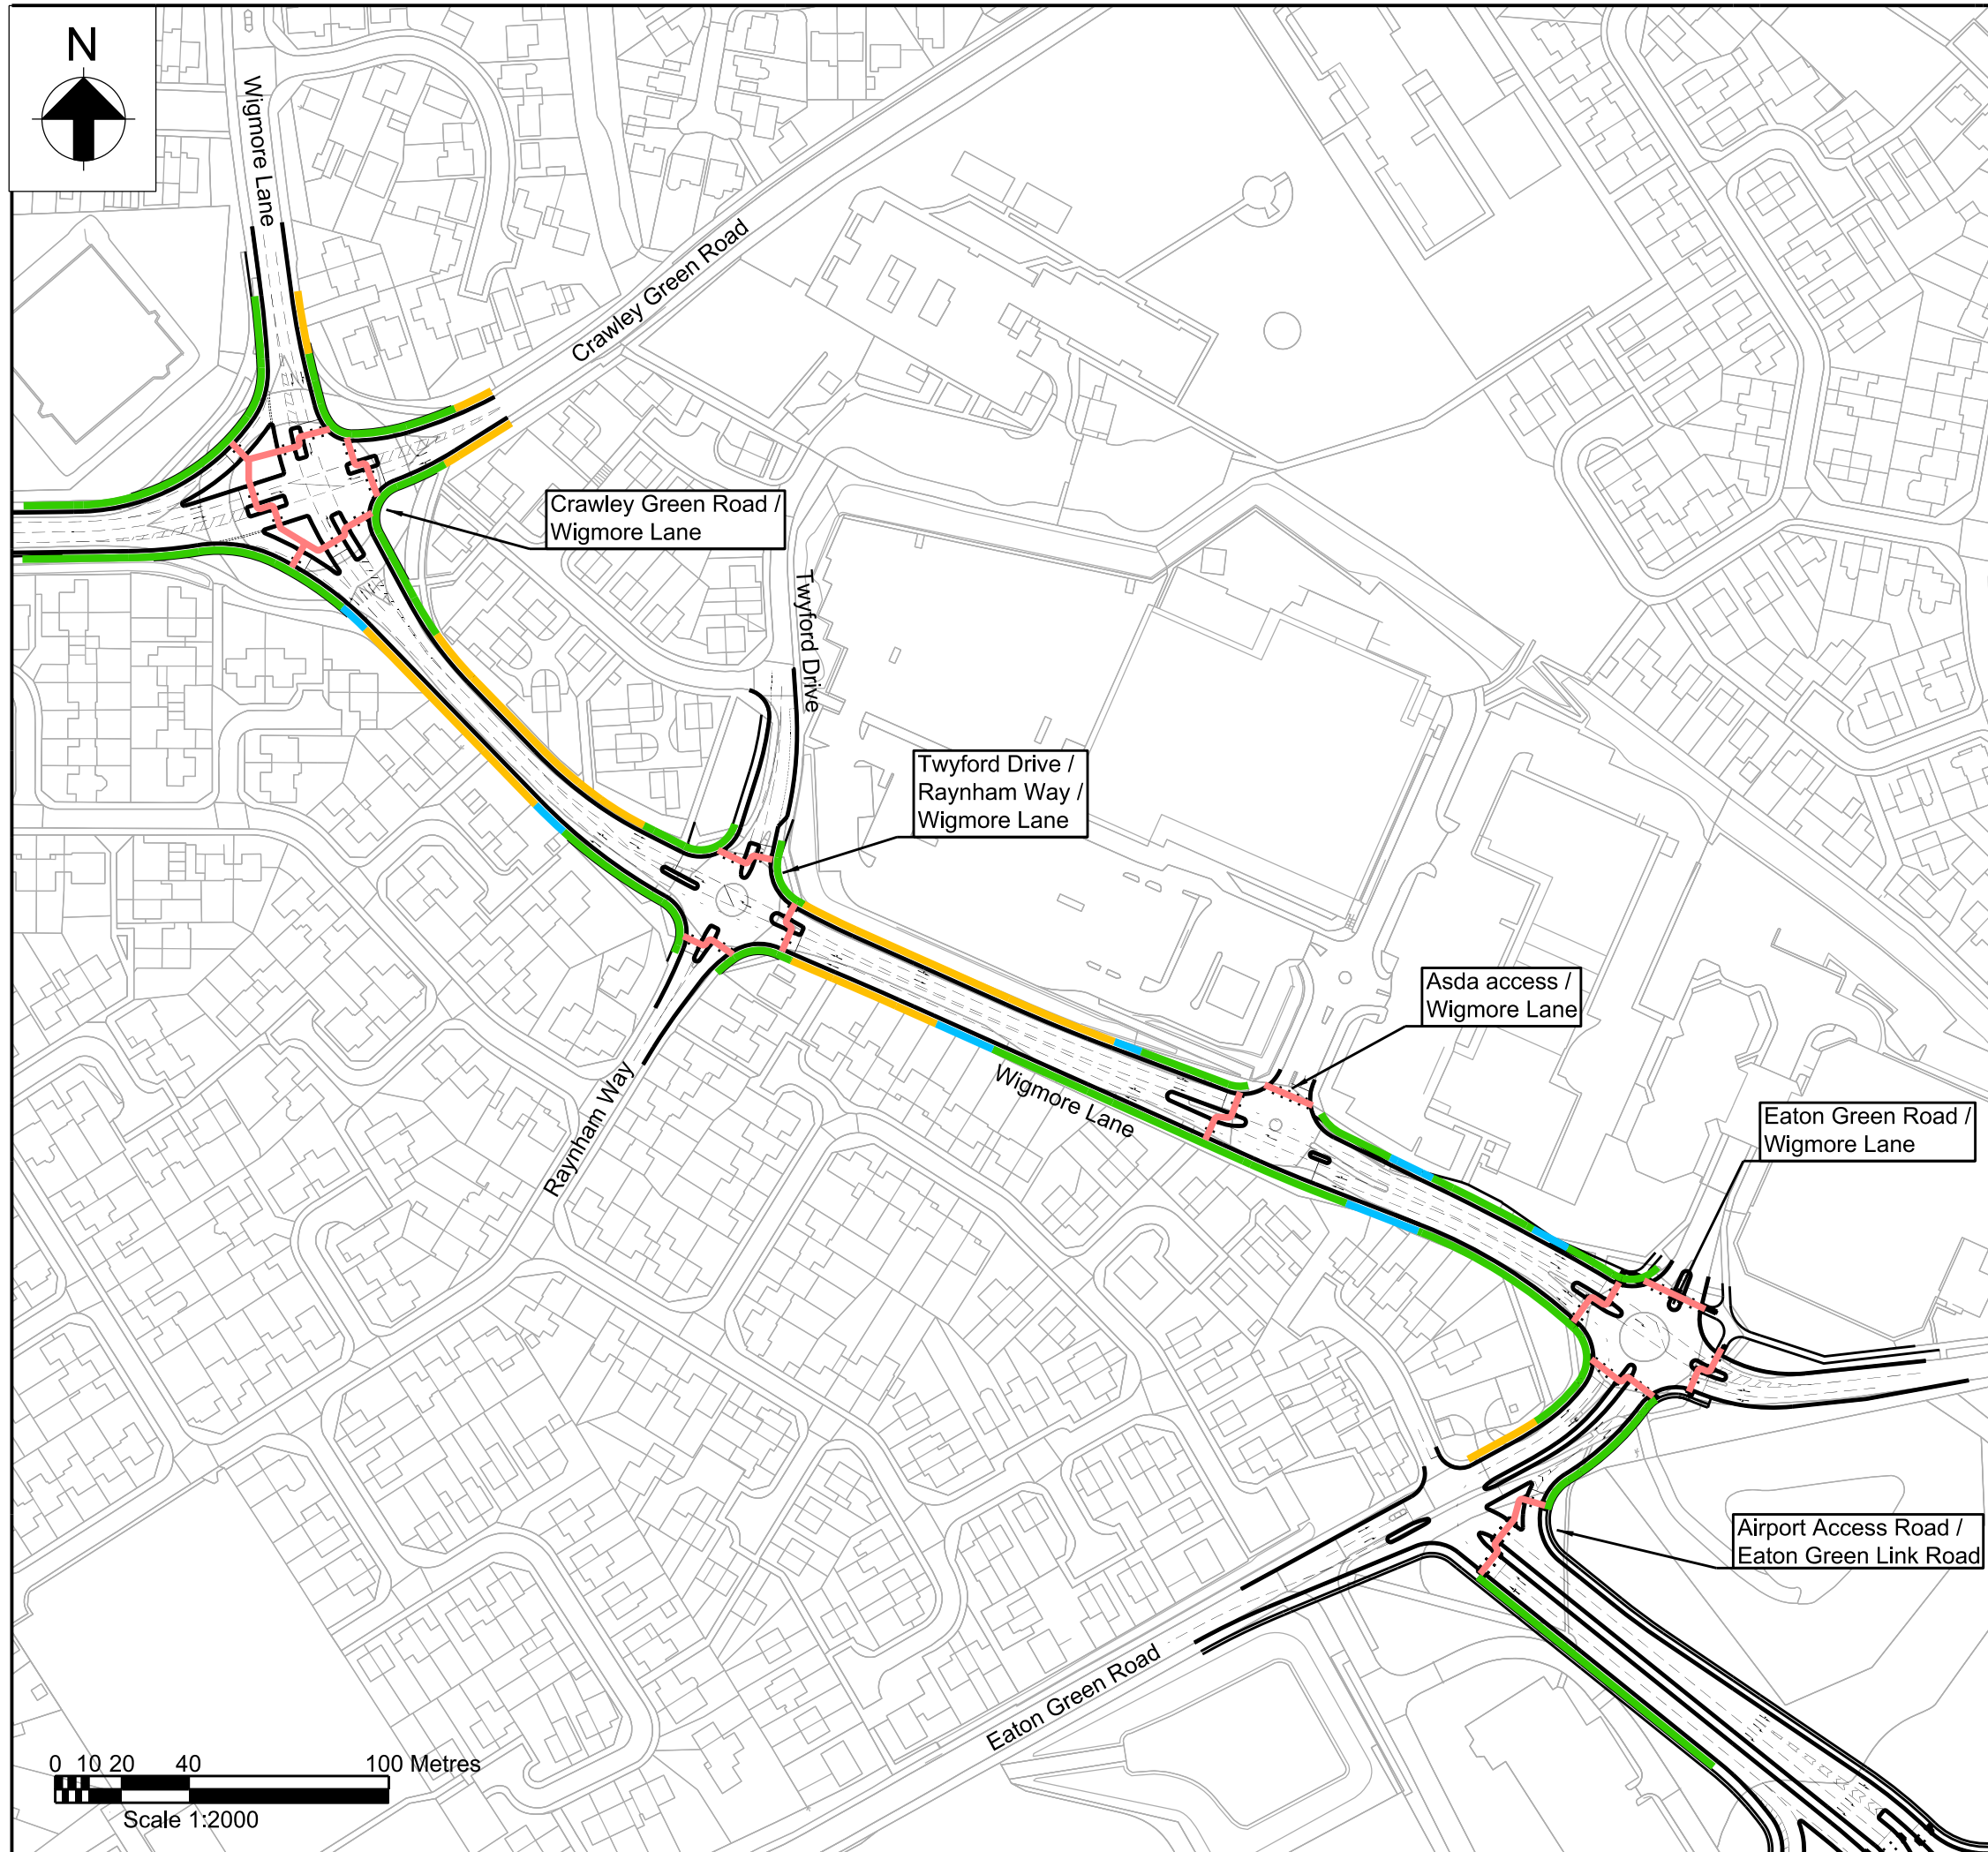 N
Wigmore Lane
Crawley Green Road
Crawley Green Road /
Wigmore Lane
Twyford Drive
Twyford Drive /
Raynham Way /
Wigmore Lane
Asda access /
Wigmore Lane
Wigmore Lane
Raynham Way
Eaton Green Road /
Wigmore Lane
Airport Access Road /
Eaton Green Link Road
Eaton Green Road
0 10 20 40 100 Metres
Scale 1:2000